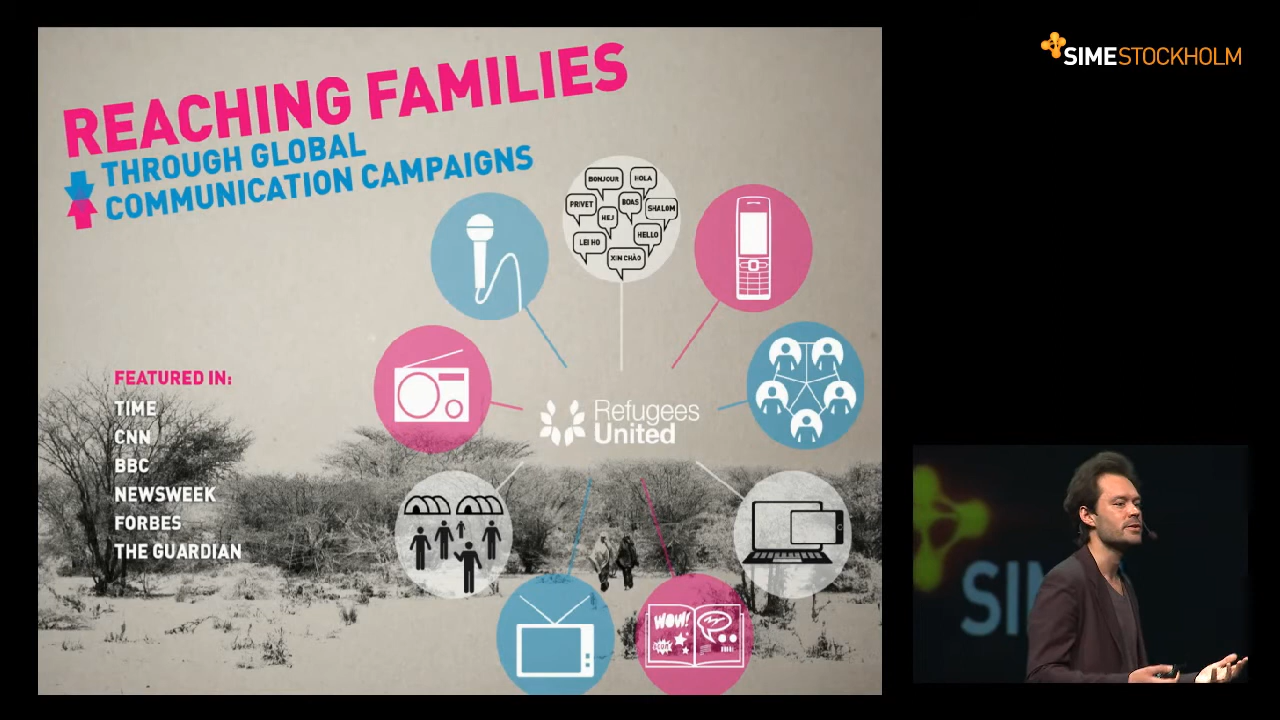 REACHING FAMILIES
THROUGH GLOBAL
COMMUNICATION CAMPAIGNS
SIMESTOCKHOLM
BONJOUR
HOLA
PRIVET
BOAS
SHALOM
HEJ
LEI HO
HELLO
XIN CHÀO
FEATURED IN:
TIME
CNN
BBC
NEWSWEEK
FORBES
THE GUARDIAN
Refugees
United
WOW!
SI